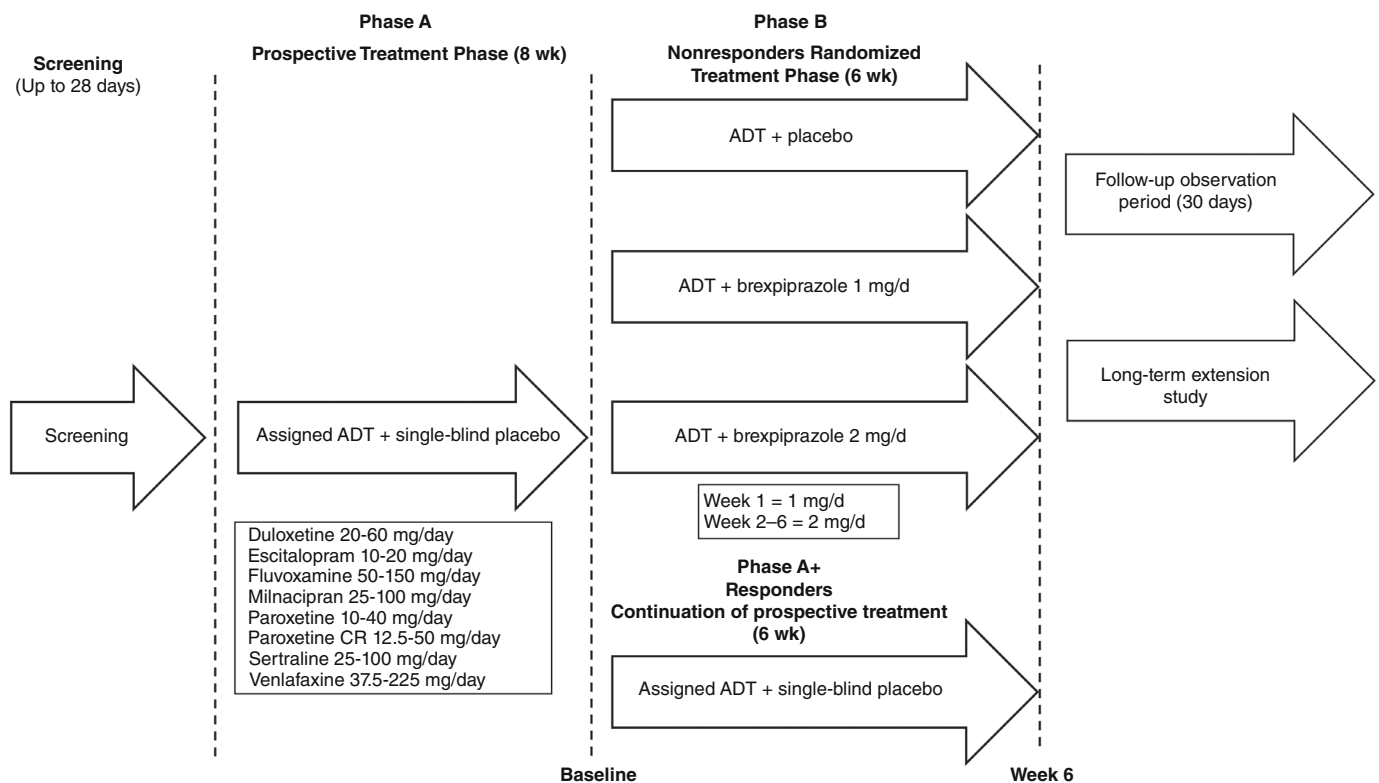 Screening
(Up to 28 days)
Screening
Phase A
Prospective Treatment Phase (8 wk)
Assigned ADT + single-blind placebo
Duloxetine 20-60 mg/day
Escitalopram 10-20 mg/day
Fluvoxamine 50-150 mg/day
Milnacipran 25-100 mg/day
Paroxetine 10-40 mg/day
Paroxetine CR 12.5-50 mg/day
Sertraline 25-100 mg/day
Venlafaxine 37.5-225 mg/day
Phase B
Nonresponders Randomized
Treatment Phase (6 wk)
ADT + placebo
ADT + brexpiprazole 1 mg/d
ADT + brexpiprazole 2 mg/d
Week 1 = 1 mg/d
Week 2–6 = 2 mg/d
Phase A+
Responders
Continuation of prospective treatment
(6 wk)
Assigned ADT + single-blind placebo
Follow-up observation
period (30 days)
Long-term extension
study
Baseline
Week 6